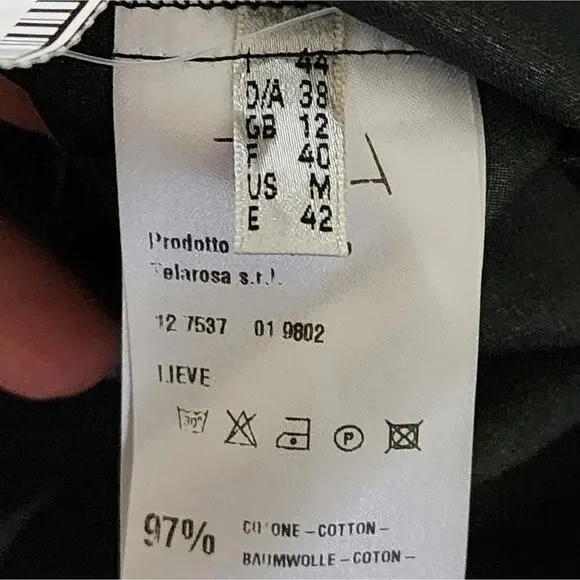 I 44
D/A 38
GB 12
F 40
US M
E 42
Prodotto
Telarosa s.r.l.
12 7537 01 9802
LIEVE
30°
P
97% COTONE – COTTON –
BAUMWOLLE – COTON –